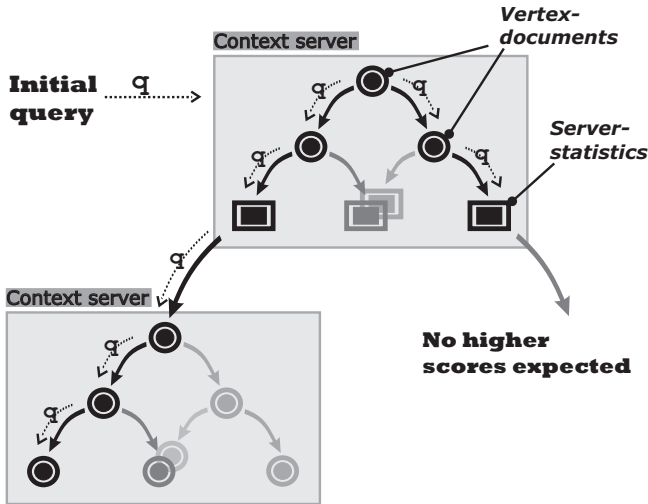 Vertex-
documents
Context server
Initial
query
q
q
q
q
q
Server-
statistics
q
Context server
No higher
scores expected
q
q